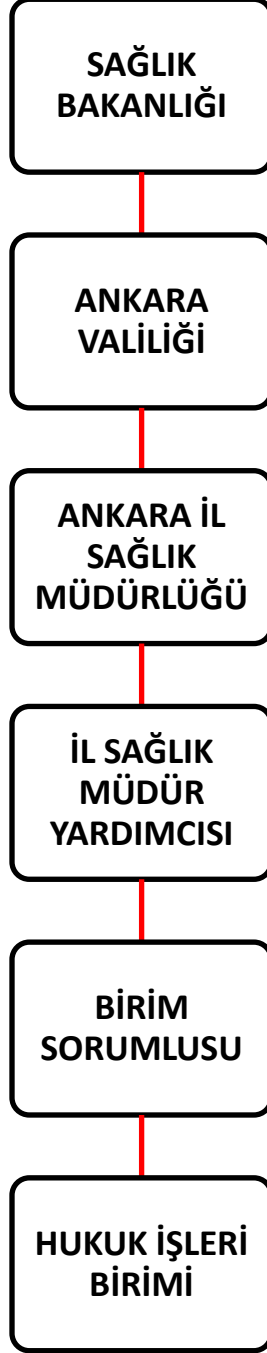 SAĞLIK
BAKANLIĞI
ANKARA
VALİLİĞİ
ANKARA İL
SAĞLIK
MÜDÜRLÜĞÜ
İL SAĞLIK
MÜDÜR
YARDIMCISI
BİRİM
SORUMLUSU
HUKUK İŞLERİ
BİRİMİ